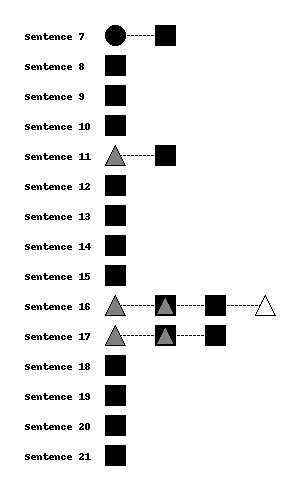 Sentence 7
Sentence 8
Sentence 9
Sentence 10
Sentence 11
Sentence 12
Sentence 13
Sentence 14
Sentence 15
Sentence 16
Sentence 17
Sentence 18
Sentence 19
Sentence 20
Sentence 21